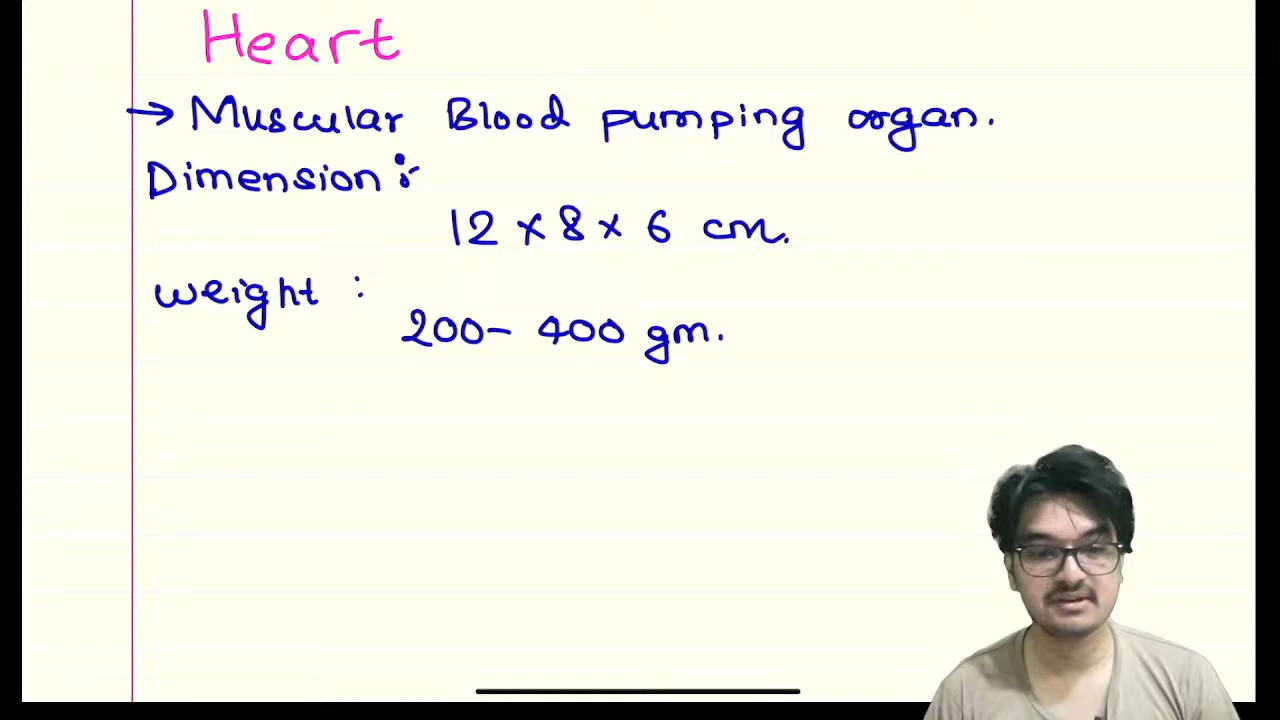 Heart
→ Muscular Blood pumping organ.
Dimension :-
12 x 8 x 6 cm.
weight :
200- 400 gm.